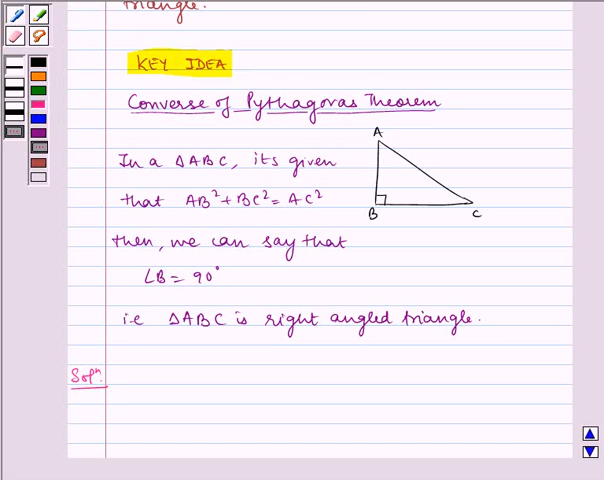 triangle.
KEY IDEA
Converse of Pythagoras Theorem
In a ΔABC, its given
that AB²+BC²=AC²
then, we can say that
∠B = 90°
i.e ΔABC is right angled triangle.
A
B
C
Solⁿ.